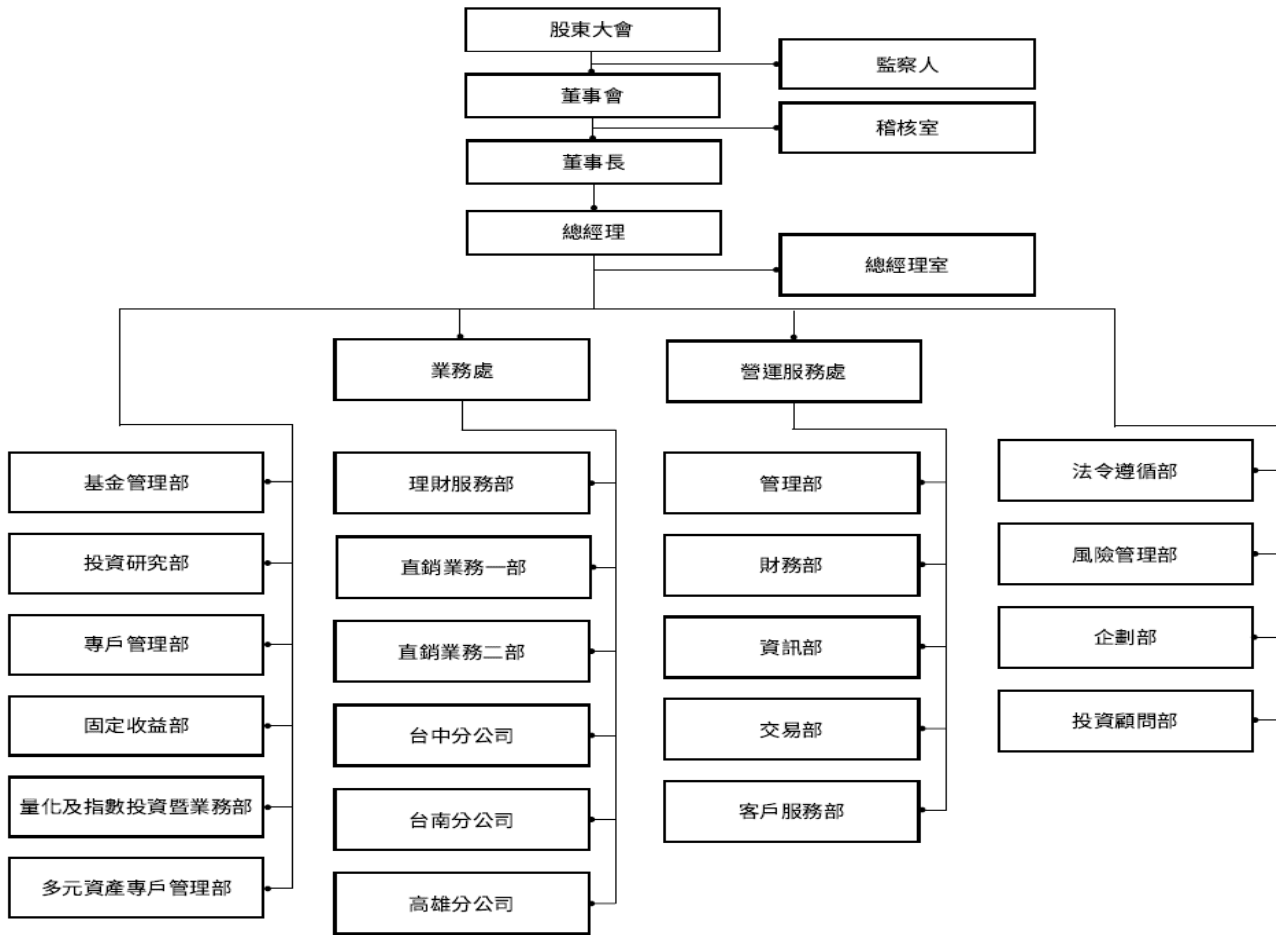 股東大會
監察人
董事會
稽核室
董事長
總經理
總經理室
業務處
營運服務處
基金管理部
投資研究部
專戶管理部
固定收益部
量化及指數投資暨業務部
多元資產專戶管理部
理財服務部
直銷業務一部
直銷業務二部
台中分公司
台南分公司
高雄分公司
管理部
財務部
資訊部
交易部
客戶服務部
法令遵循部
風險管理部
企劃部
投資顧問部